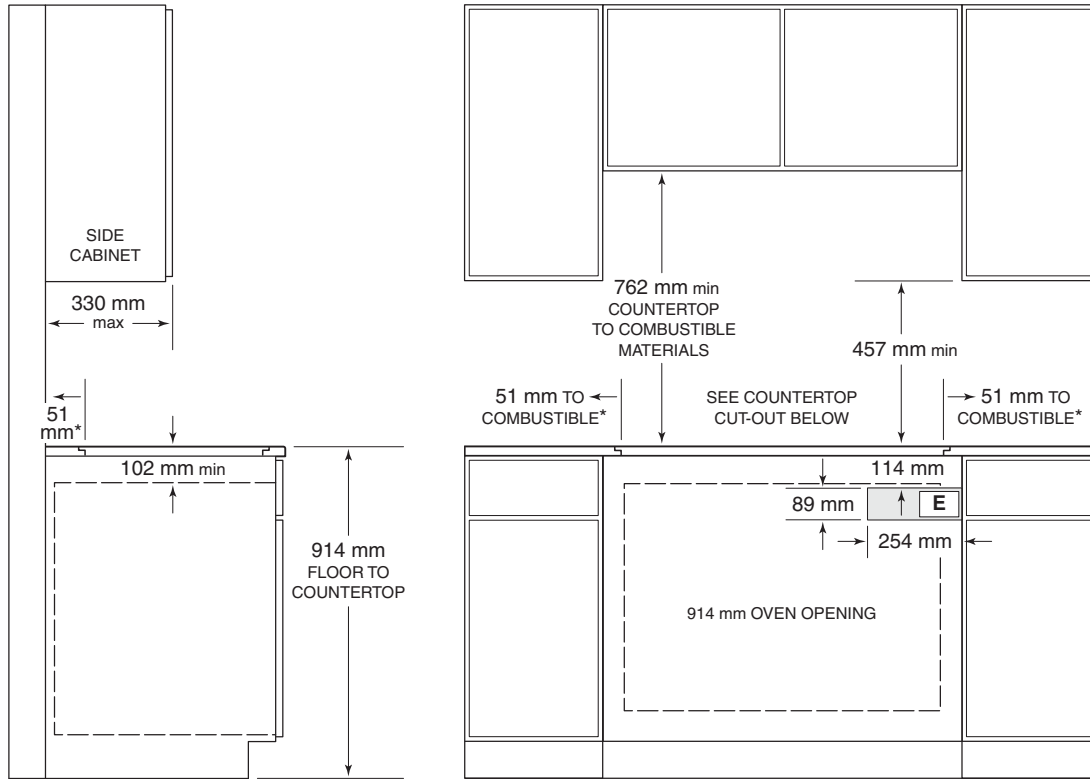 SIDE
CABINET
330 mm
max
51
mm*
102 mm min
914 mm
FLOOR TO
COUNTERTOP
762 mm min
COUNTERTOP
TO COMBUSTIBLE
MATERIALS
457 mm min
51 mm TO
COMBUSTIBLE*
SEE COUNTERTOP
CUT-OUT BELOW
51 mm TO
COMBUSTIBLE*
114 mm
89 mm
E
254 mm
914 mm OVEN OPENING